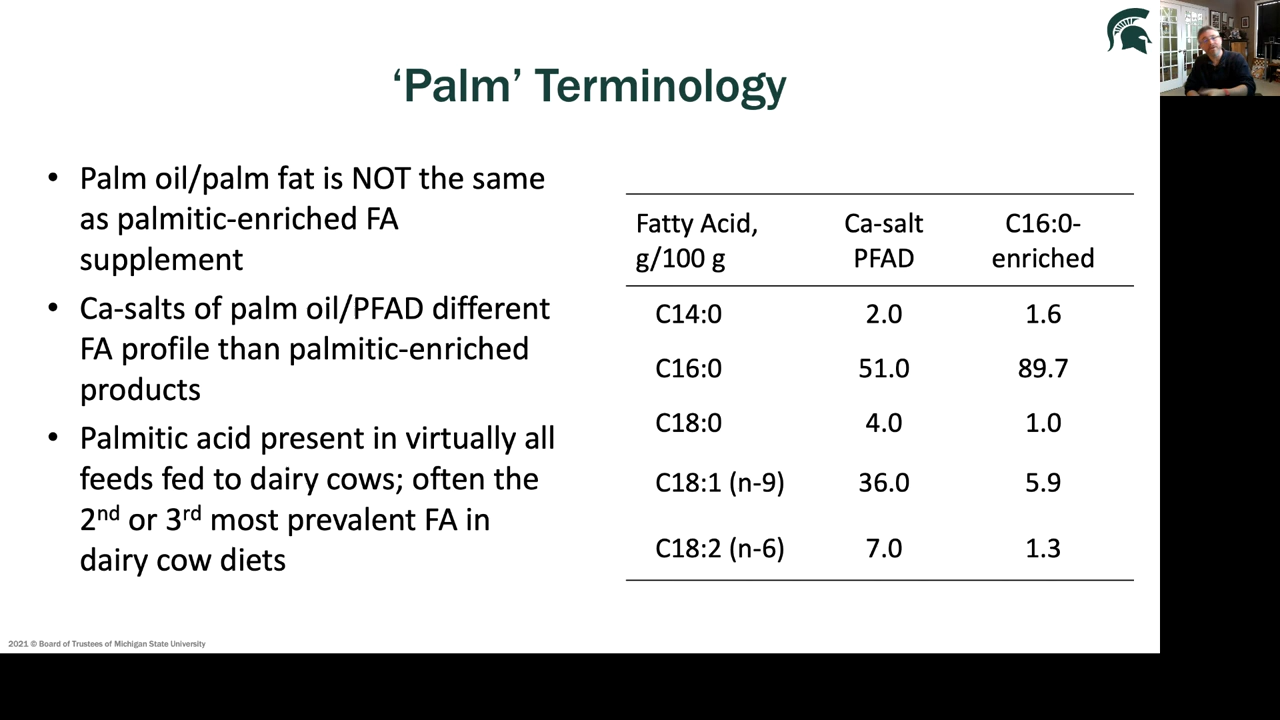 ‘Palm’ Terminology
• Palm oil/palm fat is NOT the same
as palmitic-enriched FA
supplement
• Ca-salts of palm oil/PFAD different
FA profile than palmitic-enriched
products
• Palmitic acid present in virtually all
feeds fed to dairy cows; often the
2nd or 3rd most prevalent FA in
dairy cow diets
Fatty Acid, g/100 g Ca-salt PFAD C16:0-enriched
C14:0 2.0 1.6
C16:0 51.0 89.7
C18:0 4.0 1.0
C18:1 (n-9) 36.0 5.9
C18:2 (n-6) 7.0 1.3
2021 © Board of Trustees of Michigan State University